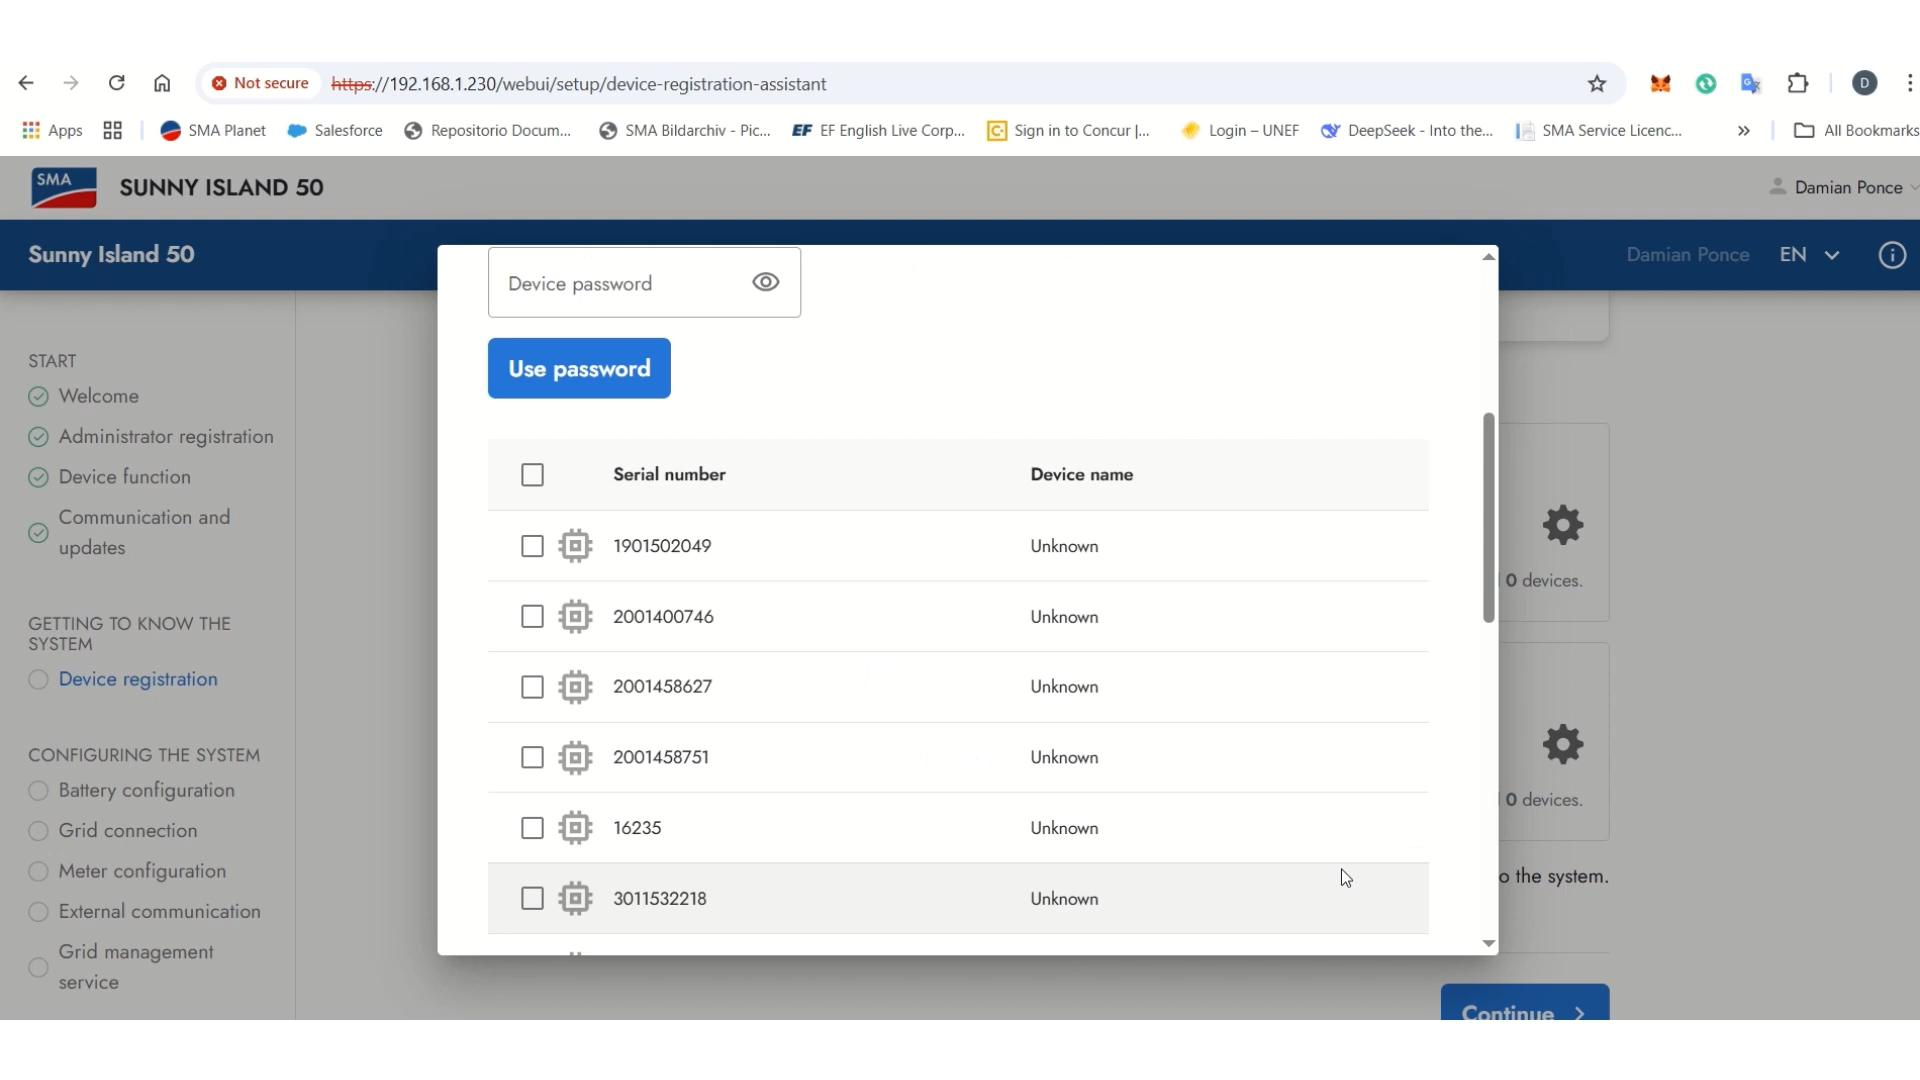 Not secure https://192.168.1.230/webui/setup/device-registration-assistant D
Apps SMA Planet Salesforce Repositorio Docum... SMA Bildarchiv - Pic... EF EF English Live Corp... Sign in to Concur |... Login – UNEF DeepSeek - Into the... SMA Service Licenc... » All Bookmarks
SMA SUNNY ISLAND 50 Damian Ponce
Sunny Island 50 Damian Ponce EN
Device password
Use password
START
Welcome
Administrator registration
Device function
Communication and
updates
GETTING TO KNOW THE
SYSTEM
Device registration
CONFIGURING THE SYSTEM
Battery configuration
Grid connection
Meter configuration
External communication
Grid management
service
Serial number Device name
1901502049 Unknown
2001400746 Unknown
2001458627 Unknown
2001458751 Unknown
16235 Unknown
3011532218 Unknown
0 devices.
0 devices.
o the system.
Continue